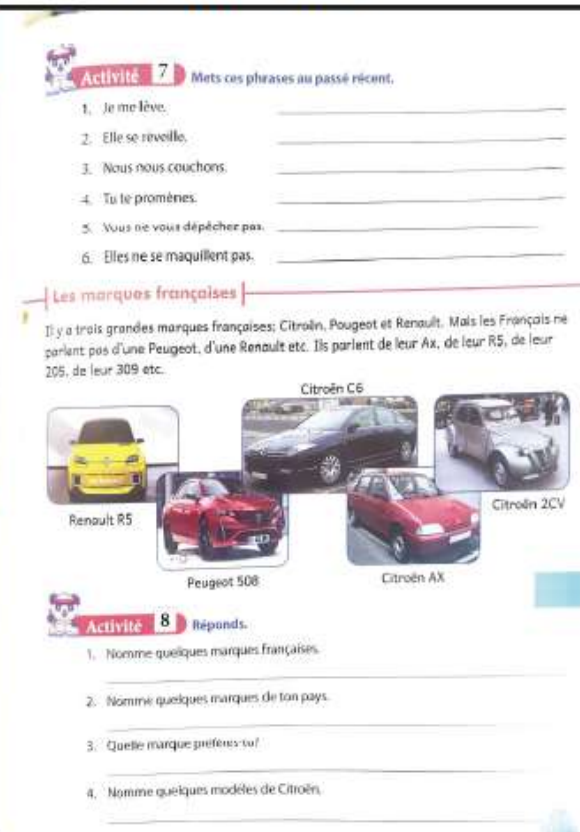 Activité 7 Mets ces phrases au passé récent.
1. Je me lève.
2. Elle se réveille.
3. Nous nous couchons.
4. Tu te promènes.
5. Vous ne vous dépêcher pas.
6. Elles ne se maquillent pas.
Les marques françaises
Il y a trois grandes marques françaises; Citroën, Peugeot et Renault. Mais les Français ne
parlent pas d'une Peugeot, d'une Renault etc. Ils parlent de leur Ax, de leur R5, de leur
205, de leur 309 etc.
Citroën C6
Renault R5
Citroën 2CV
Peugeot 508
Citroën AX
Activité 8 Réponds.
1. Nomme quelques marques françaises.
2. Nomme quelques marques de ton pays.
3. Quelle marque préfères-tu?
4. Nomme quelques modèles de Citroën.